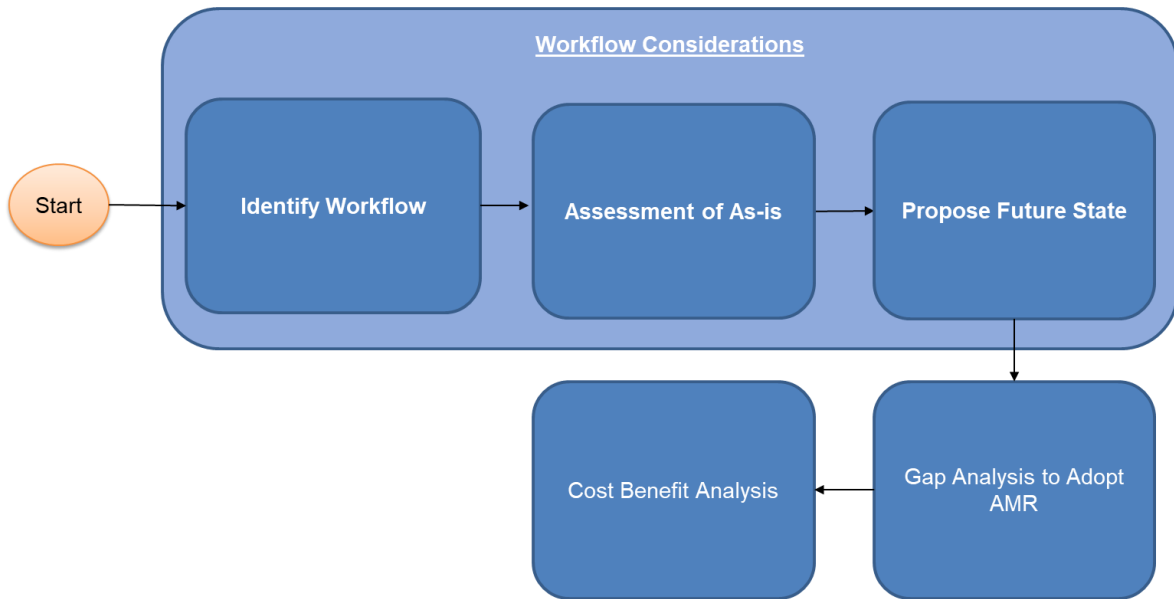 Workflow Considerations
Start
Identify Workflow
Assessment of As-is
Propose Future State
Cost Benefit Analysis
Gap Analysis to Adopt
AMR